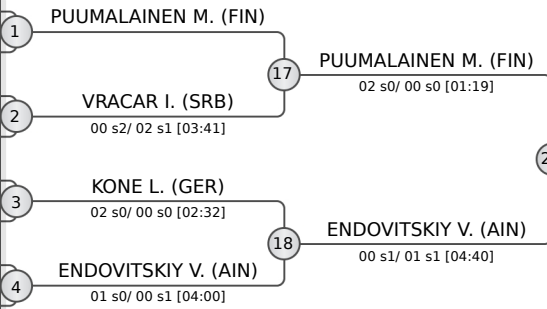 PUUMALAINEN M. (FIN)
1
17
PUUMALAINEN M. (FIN)
02 s0/ 00 s0 [01:19]
VRACAR I. (SRB)
2
00 s2/ 02 s1 [03:41]
2
KONE L. (GER)
3
02 s0/ 00 s0 [02:32]
18
ENDOVITSKIY V. (AIN)
00 s1/ 01 s1 [04:40]
ENDOVITSKIY V. (AIN)
4
01 s0/ 00 s1 [04:00]